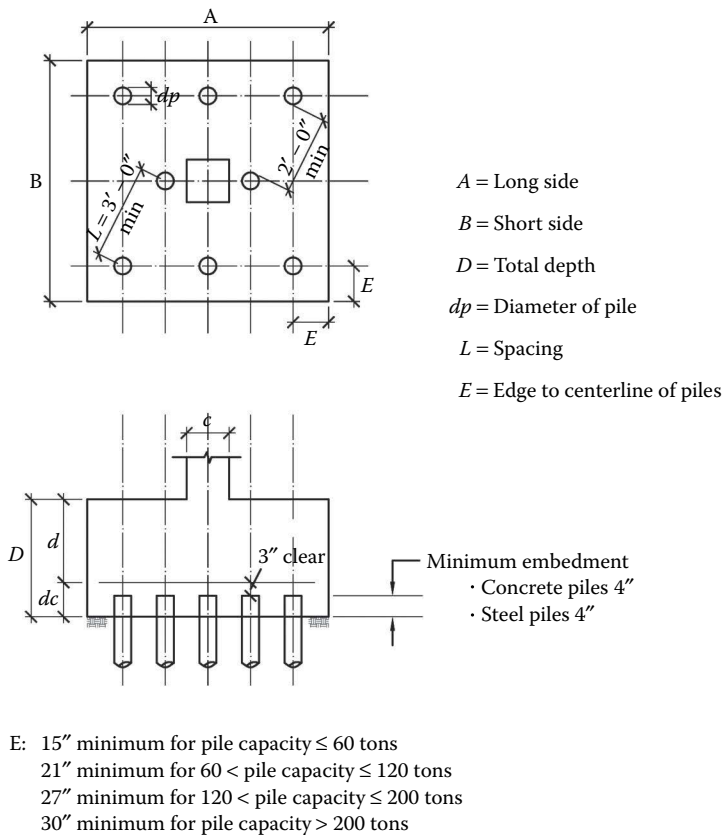 A
dp
B
L = 3′ – 0″
min
2′ – 0″
min
E
E
A = Long side
B = Short side
D = Total depth
dp = Diameter of pile
L = Spacing
E = Edge to centerline of piles
c
D
d
dc
3″ clear
Minimum embedment
· Concrete piles 4″
· Steel piles 4″
E: 15″ minimum for pile capacity ≤ 60 tons
21″ minimum for 60 < pile capacity ≤ 120 tons
27″ minimum for 120 < pile capacity ≤ 200 tons
30″ minimum for pile capacity > 200 tons